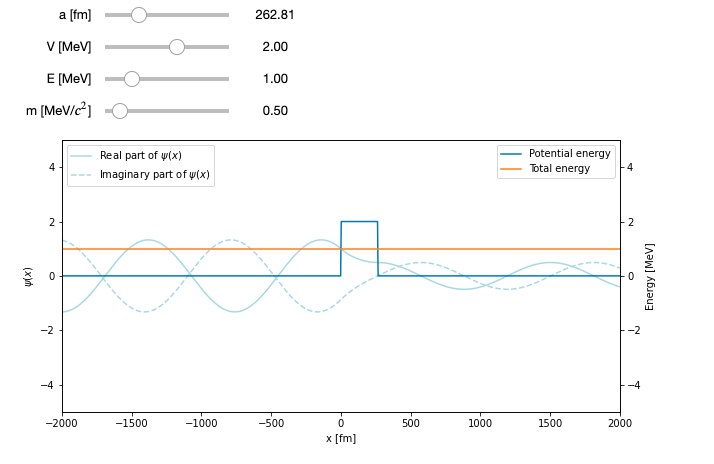 a [fm] 262.81
V [MeV] 2.00
E [MeV] 1.00
m [MeV/c²] 0.50
Real part of ψ(x)
Imaginary part of ψ(x)
Potential energy
Total energy
4 4
2 2
0 0
−2 −2
−4 −4
ψ(x)
Energy [MeV]
−2000 −1500 −1000 −500 0 500 1000 1500 2000
x [fm]